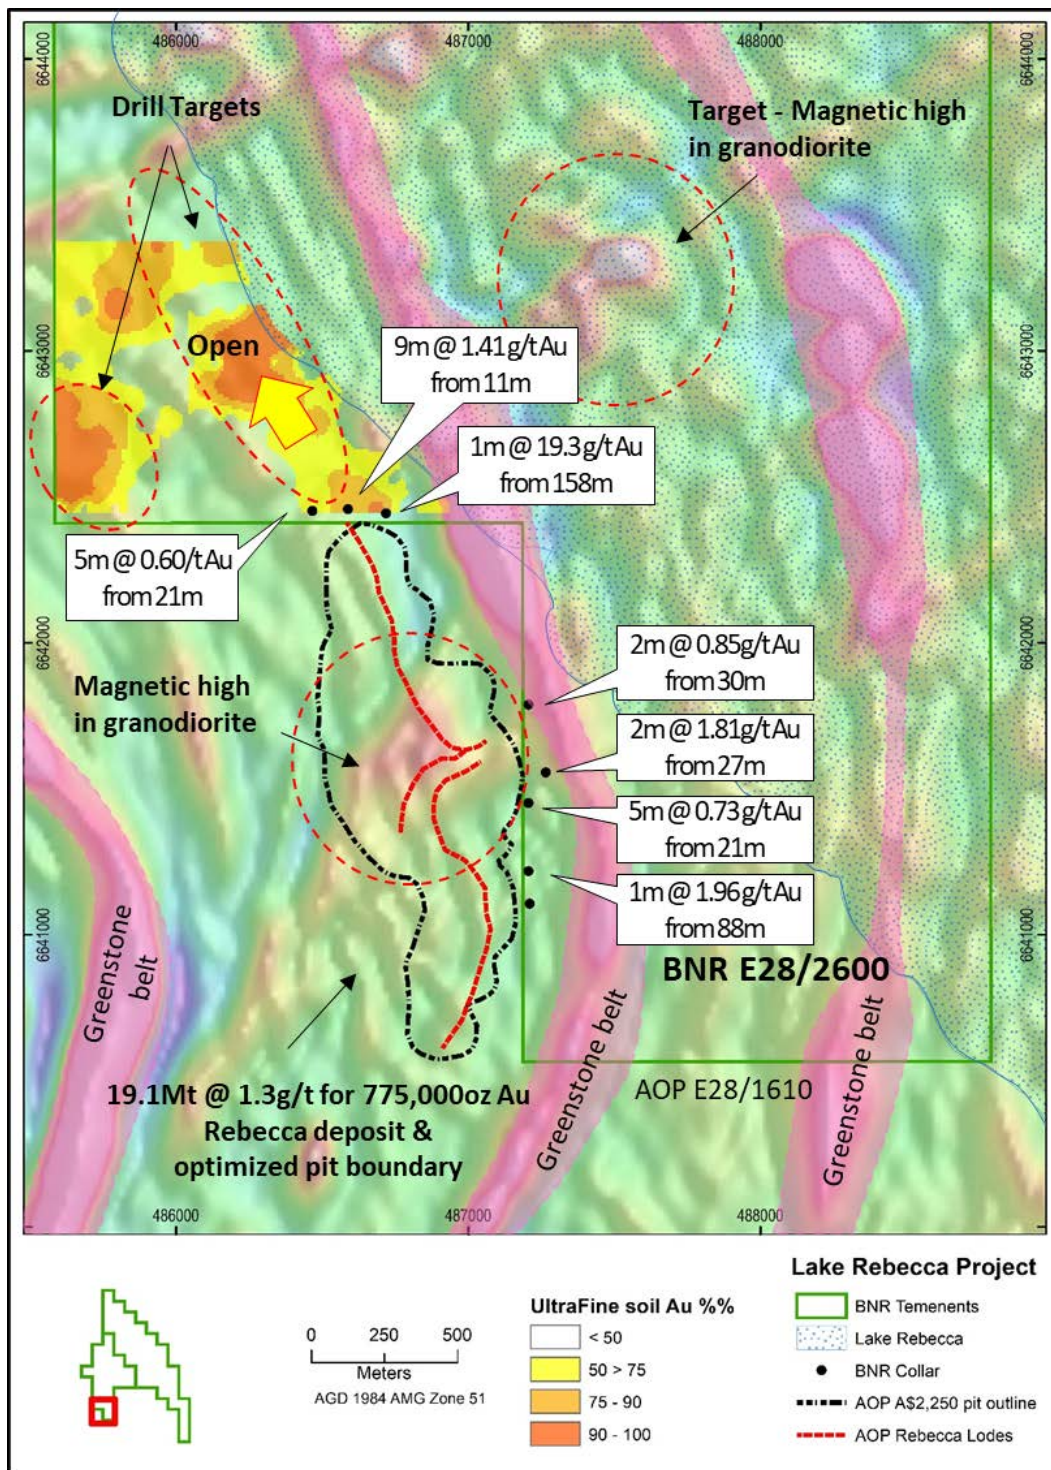 486000
487000
488000
6644000
6644000
Drill Targets
Target - Magnetic high
in granodiorite
6643000
6643000
Open
9m @ 1.41g/tAu
from 11m
1m @ 19.3g/tAu
from 158m
5m @ 0.60/tAu
from 21m
6642000
6642000
Magnetic high
in granodiorite
2m @ 0.85g/tAu
from 30m
2m @ 1.81g/tAu
from 27m
5m @ 0.73g/tAu
from 21m
1m @ 1.96g/tAu
from 88m
6641000
6641000
BNR E28/2600
Greenstone
belt
Greenstone belt
Greenstone belt
AOP E28/1610
19.1Mt @ 1.3g/t for 775,000oz Au
Rebecca deposit &
optimized pit boundary
486000
487000
488000
0 250 500
Meters
AGD 1984 AMG Zone 51
UltraFine soil Au %%
< 50
50 > 75
75 - 90
90 - 100
Lake Rebecca Project
BNR Temenents
Lake Rebecca
BNR Collar
AOP A$2,250 pit outline
AOP Rebecca Lodes